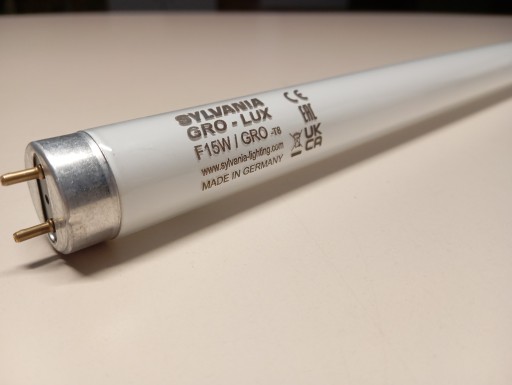 SYLVANIA
GRO - LUX
F15W / GRO -T8
www.sylvania-lighting.com
MADE IN GERMANY
CE
EAC
UK
CA